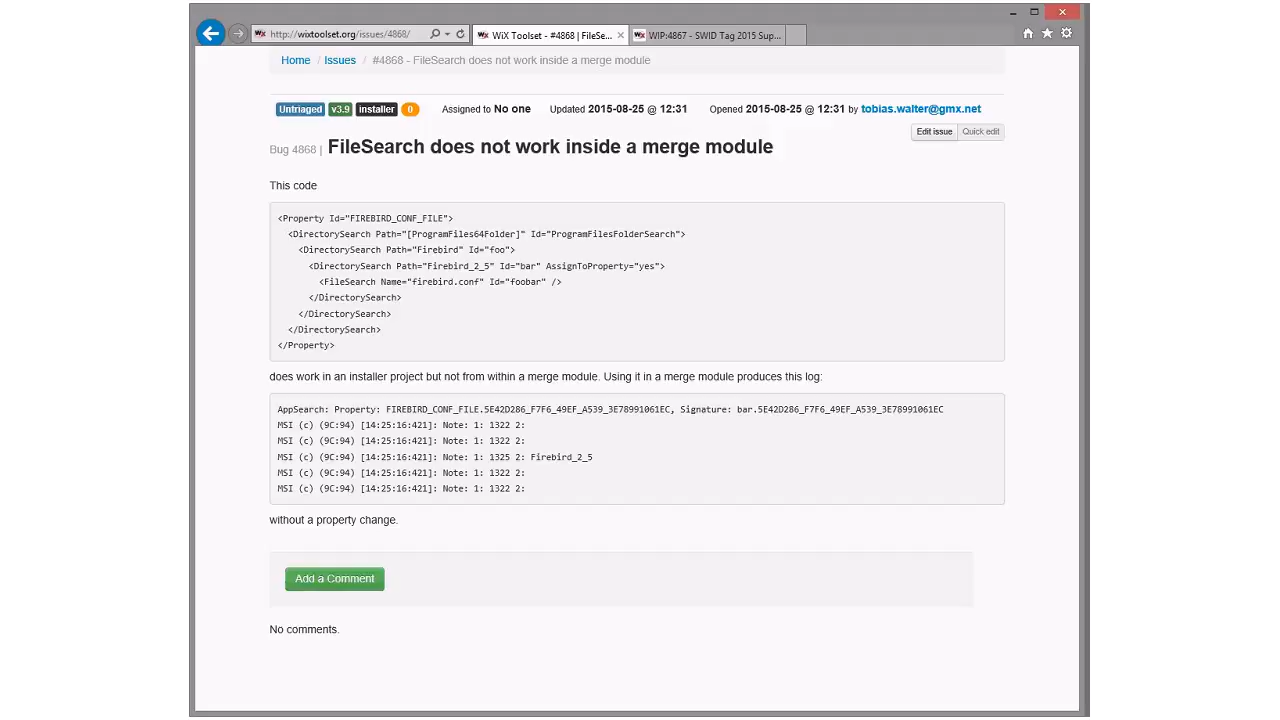 http://wixtoolset.org/issues/4868/
WiX Toolset - #4868 | FileSe...
WIP:4867 - SWID Tag 2015 Sup...
Home / Issues / #4868 - FileSearch does not work inside a merge module
Untriaged v3.9 installer 0 Assigned to No one Updated 2015-08-25 @ 12:31 Opened 2015-08-25 @ 12:31 by tobias.walter@gmx.net
Edit issue Quick edit
Bug 4868 | FileSearch does not work inside a merge module
This code
<Property Id="FIREBIRD_CONF_FILE">
<DirectorySearch Path="[ProgramFiles64Folder]" Id="ProgramFilesFolderSearch">
<DirectorySearch Path="Firebird" Id="foo">
<DirectorySearch Path="Firebird_2_5" Id="bar" AssignToProperty="yes">
<FileSearch Name="firebird.conf" Id="foobar" />
</DirectorySearch>
</DirectorySearch>
</DirectorySearch>
</Property>
does work in an installer project but not from within a merge module. Using it in a merge module produces this log:
AppSearch: Property: FIREBIRD_CONF_FILE.5E42D286_F7F6_49EF_A539_3E78991061EC, Signature: bar.5E42D286_F7F6_49EF_A539_3E78991061EC
MSI (c) (9C:94) [14:25:16:421]: Note: 1: 1322 2:
MSI (c) (9C:94) [14:25:16:421]: Note: 1: 1322 2:
MSI (c) (9C:94) [14:25:16:421]: Note: 1: 1325 2: Firebird_2_5
MSI (c) (9C:94) [14:25:16:421]: Note: 1: 1322 2:
MSI (c) (9C:94) [14:25:16:421]: Note: 1: 1322 2:
without a property change.
Add a Comment
No comments.